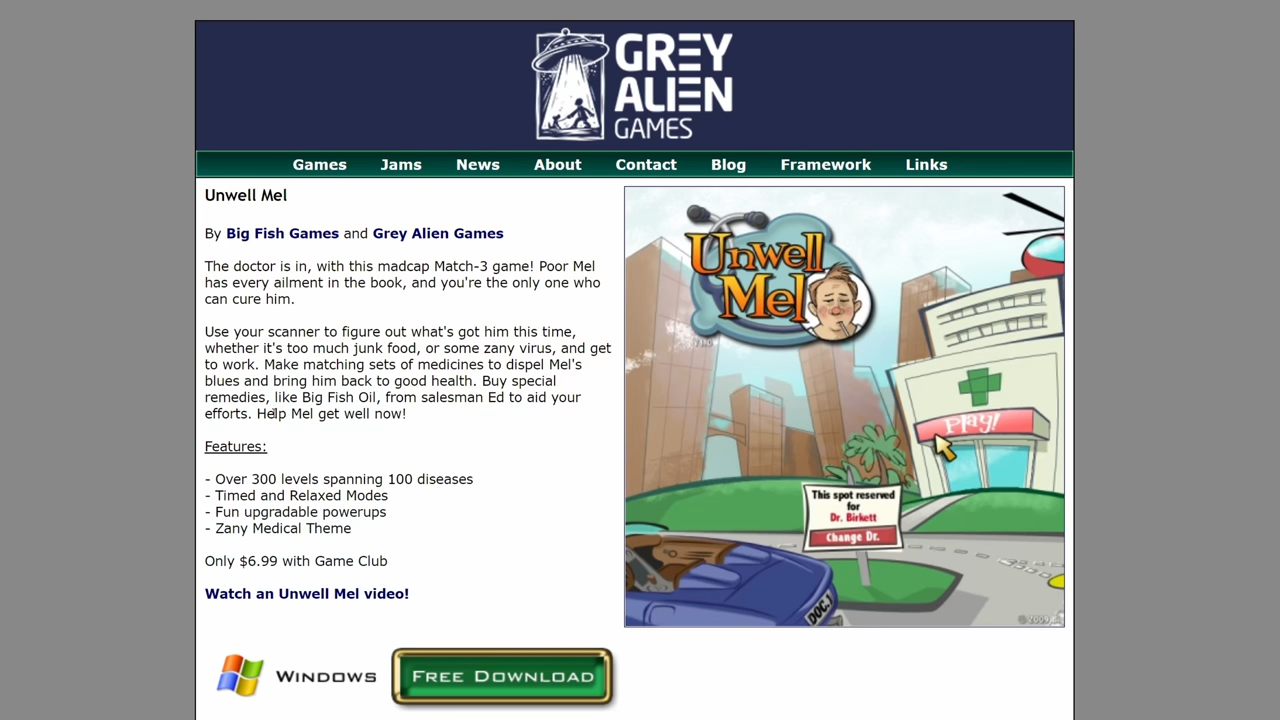 GREY
ALIEN
GAMES
Games Jams News About Contact Blog Framework Links
Unwell Mel
By Big Fish Games and Grey Alien Games
The doctor is in, with this madcap Match-3 game! Poor Mel
has every ailment in the book, and you're the only one who
can cure him.
Use your scanner to figure out what's got him this time,
whether it's too much junk food, or some zany virus, and get
to work. Make matching sets of medicines to dispel Mel's
blues and bring him back to good health. Buy special
remedies, like Big Fish Oil, from salesman Ed to aid your
efforts. Help Mel get well now!
Features:
- Over 300 levels spanning 100 diseases
- Timed and Relaxed Modes
- Fun upgradable powerups
- Zany Medical Theme
Only $6.99 with Game Club
Watch an Unwell Mel video!
Windows
Free Download
Unwell
Mel
Play!
This spot reserved
for
Dr. Birkett
Change Dr.
DOC.1
© 2009